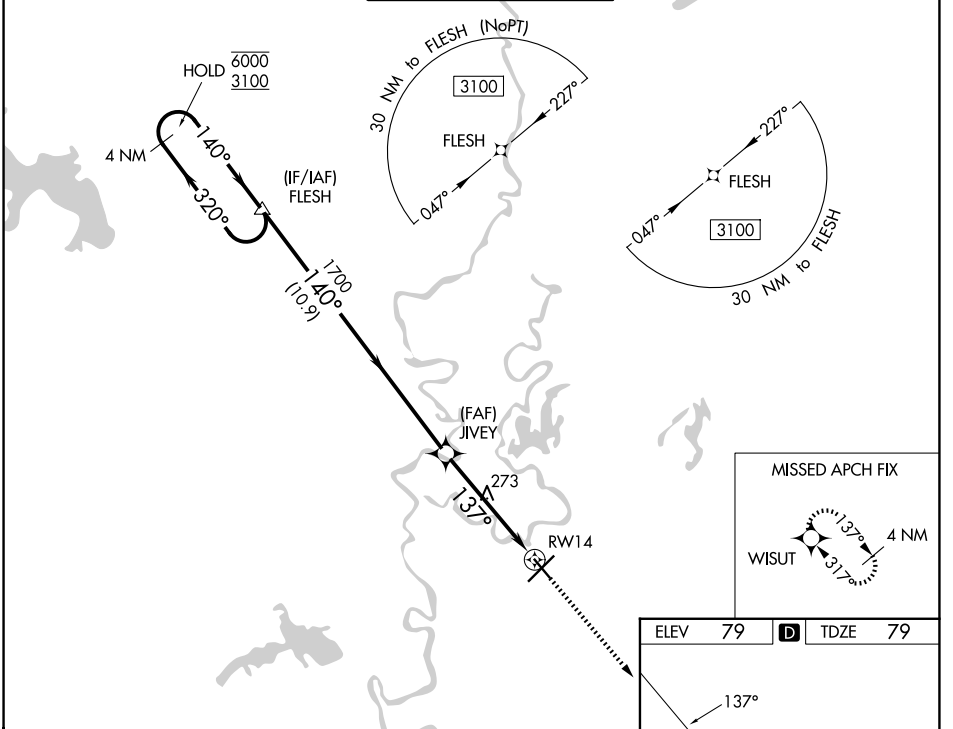 30 NM to FLESH (NoPT)
3100
227°
FLESH
047°
HOLD 6000
3100
4 NM
140°
320°
(IF/IAF)
FLESH
227°
FLESH
047°
3100
30 NM to FLESH
1700
140°
(10.9)
(FAF)
JIVEY
273
137°
RW14
MISSED APCH FIX
137°
4 NM
WISUT
317°
ELEV 79 D TDZE 79
137°